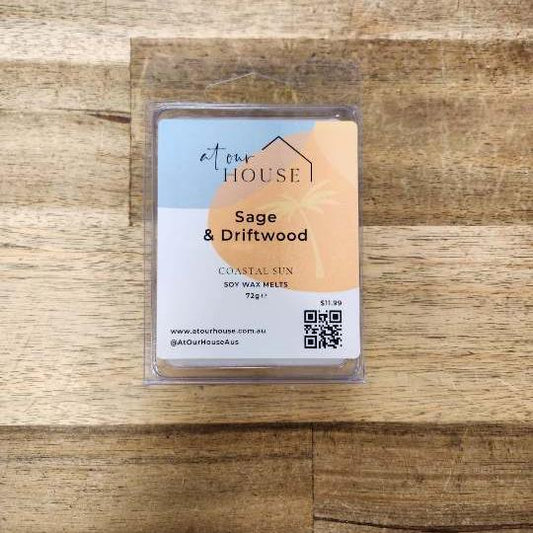 at our
HOUSE
Sage
& Driftwood
COASTAL SUN
SOY WAX MELTS
72g℮
$11.99
www.atourhouse.com.au
@AtOurHouseAus